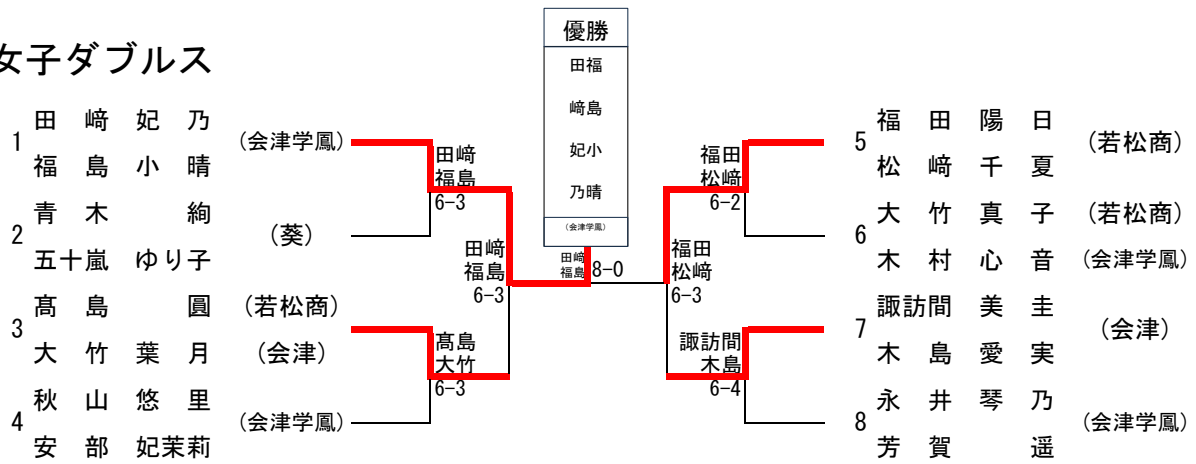 女子ダブルス
優勝
田福
﨑島
妃小
乃晴
(会津学鳳)
1
田﨑妃乃
福島小晴
(会津学鳳)
2
青木絢
五十嵐ゆり子
(葵)
3
髙島圓
(若松商)
大竹葉月
(会津)
4
秋山悠里
安部妃茉莉
(会津学鳳)
田﨑
福島
6-3
髙島
大竹
6-3
田﨑
福島
6-3
田﨑
福島
8-0
福田
松﨑
6-3
福田
松﨑
6-2
諏訪間
木島
6-4
5
福田陽日
松﨑千夏
(若松商)
6
大竹真子
(若松商)
木村心音
(会津学鳳)
7
諏訪間美圭
木島愛実
(会津)
8
永井琴乃
芳賀遥
(会津学鳳)